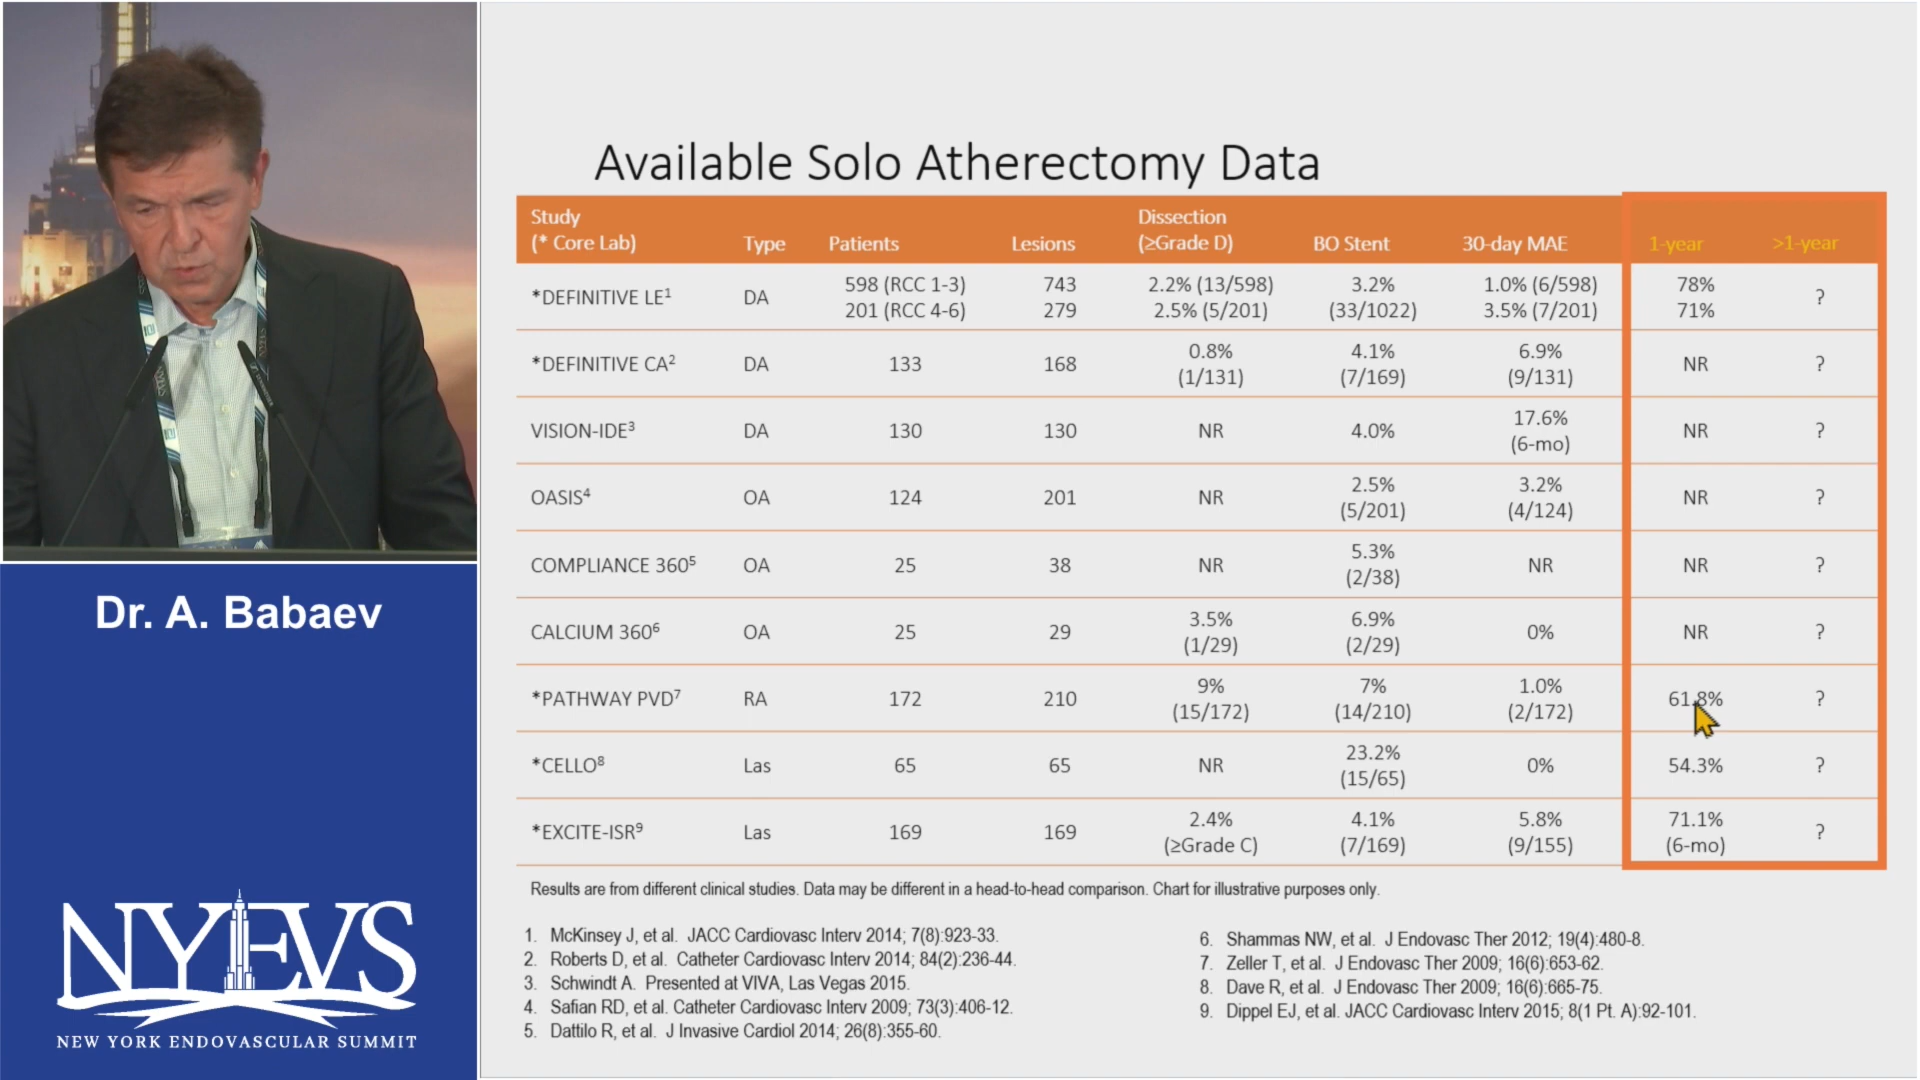 Available Solo Atherectomy Data
Study (* Core Lab) Type Patients Lesions Dissection (≥Grade D) BO Stent 30-day MAE 1-year >1-year
*DEFINITIVE LE¹ DA 598 (RCC 1-3) 743 2.2% (13/598) 3.2% 1.0% (6/598) 78% ?
201 (RCC 4-6) 279 2.5% (5/201) (33/1022) 3.5% (7/201) 71%
*DEFINITIVE CA² DA 133 168 0.8% (1/131) 4.1% (7/169) 6.9% (9/131) NR ?
VISION-IDE³ DA 130 130 NR 4.0% 17.6% (6-mo) NR ?
OASIS⁴ OA 124 201 NR 2.5% (5/201) 3.2% (4/124) NR ?
COMPLIANCE 360⁵ OA 25 38 NR 5.3% (2/38) NR NR ?
CALCIUM 360⁶ OA 25 29 3.5% (1/29) 6.9% (2/29) 0% NR ?
*PATHWAY PVD⁷ RA 172 210 9% (15/172) 7% (14/210) 1.0% (2/172) 61.8% ?
*CELLO⁸ Las 65 65 NR 23.2% (15/65) 0% 54.3% ?
*EXCITE-ISR⁹ Las 169 169 2.4% (≥Grade C) 4.1% (7/169) 5.8% (9/155) 71.1% (6-mo) ?
Results are from different clinical studies. Data may be different in a head-to-head comparison. Chart for illustrative purposes only.
1. McKinsey J, et al. JACC Cardiovasc Interv 2014; 7(8):923-33.
2. Roberts D, et al. Catheter Cardiovasc Interv 2014; 84(2):236-44.
3. Schwindt A. Presented at VIVA, Las Vegas 2015.
4. Safian RD, et al. Catheter Cardiovasc Interv 2009; 73(3):406-12.
5. Dattilo R, et al. J Invasive Cardiol 2014; 26(8):355-60.
6. Shammas NW, et al. J Endovasc Ther 2012; 19(4):480-8.
7. Zeller T, et al. J Endovasc Ther 2009; 16(6):653-62.
8. Dave R, et al. J Endovasc Ther 2009; 16(6):665-75.
9. Dippel EJ, et al. JACC Cardiovasc Interv 2015; 8(1 Pt. A):92-101.
Dr. A. Babaev
NYEVS
NEW YORK ENDOVASCULAR SUMMIT